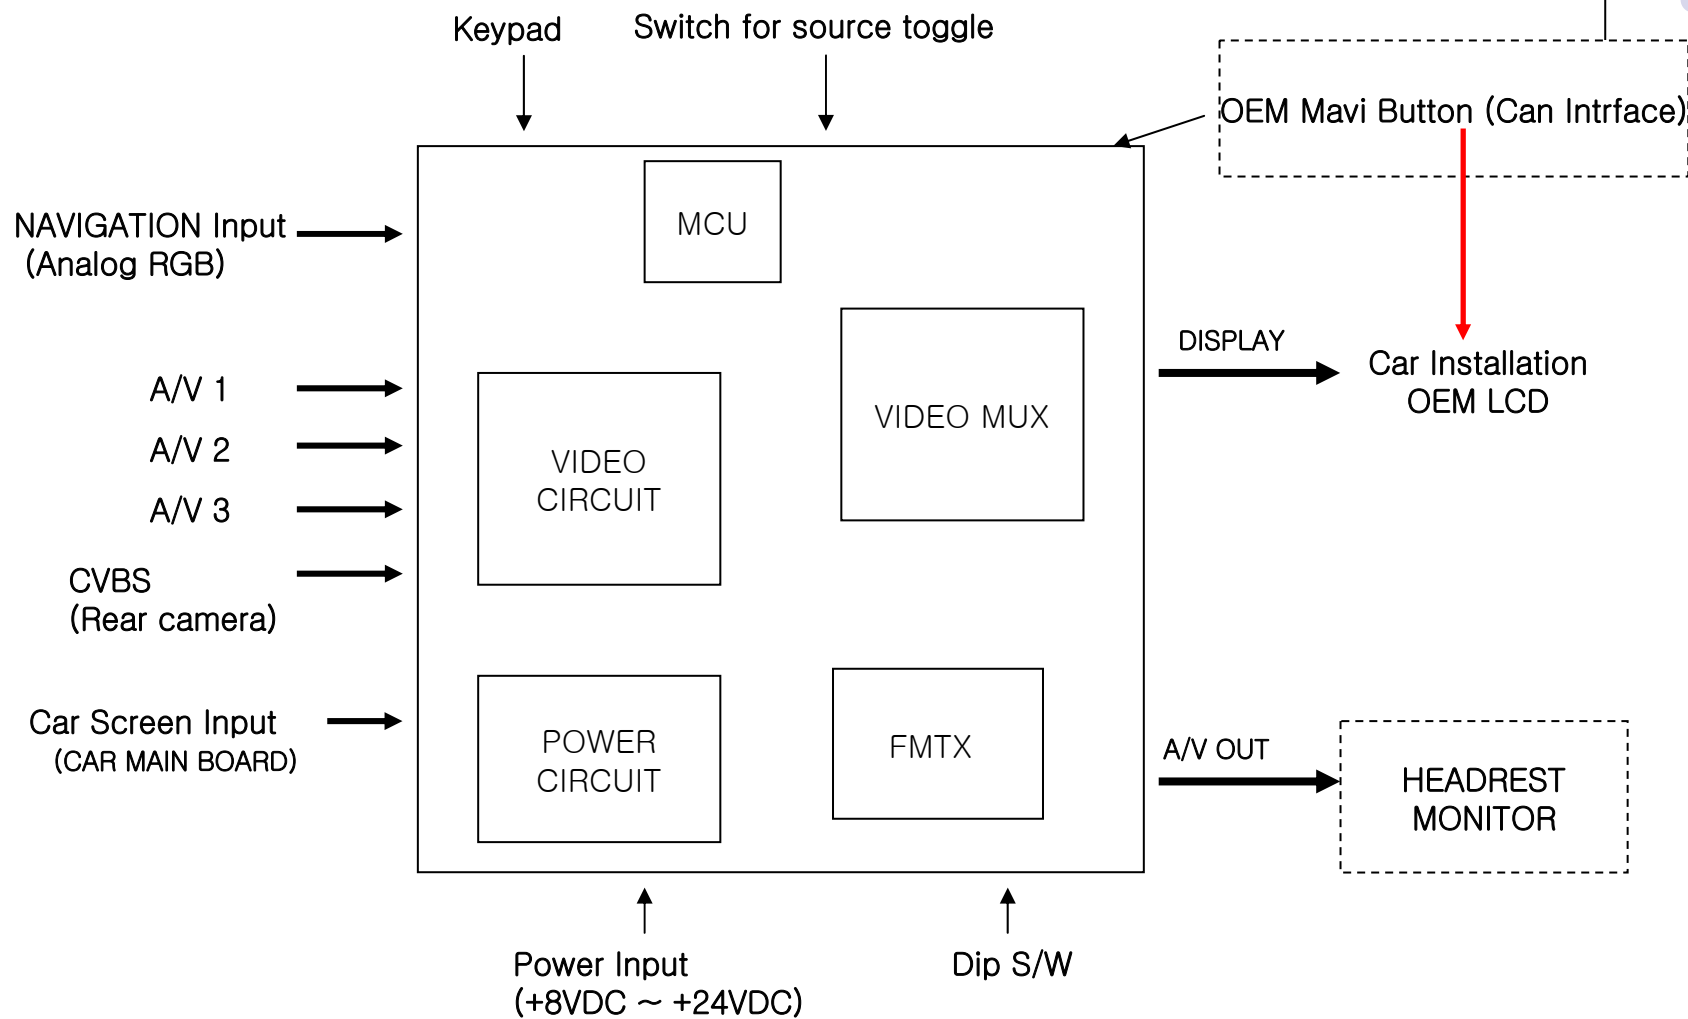 Keypad
Switch for source toggle
OEM Mavi Button (Can Intrface)
MCU
NAVIGATION Input
(Analog RGB)
DISPLAY
Car Installation
OEM LCD
A/V 1
A/V 2
A/V 3
VIDEO
CIRCUIT
VIDEO MUX
CVBS
(Rear camera)
Car Screen Input
(CAR MAIN BOARD)
POWER
CIRCUIT
FMTX
A/V OUT
HEADREST
MONITOR
Power Input
(+8VDC ~ +24VDC)
Dip S/W